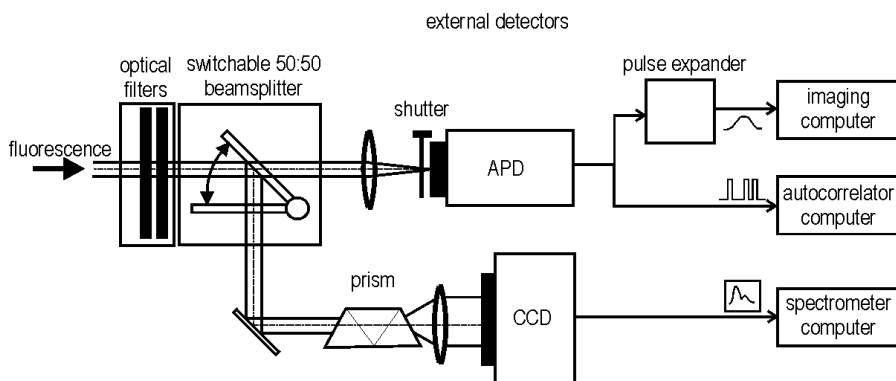 external detectors
optical
filters
switchable 50:50
beamsplitter
pulse expander
shutter
imaging
computer
fluorescence
APD
autocorrelator
computer
prism
CCD
spectrometer
computer